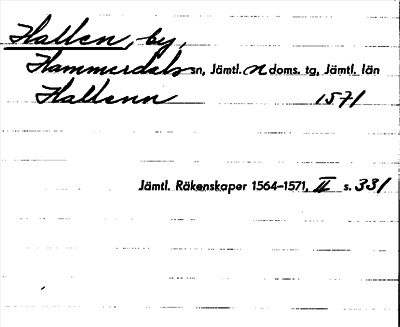 Hallen, by,
Hammerdals sn, Jämtl. n doms. tg, Jämtl. län
Hallenn 1571
Jämtl. Räkenskaper 1564–1571, II s. 331